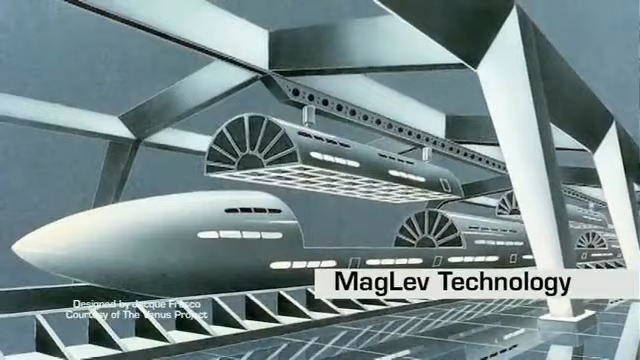 MagLev Technology
Designed by Jacque Fresco
Courtesy of The Venus Project